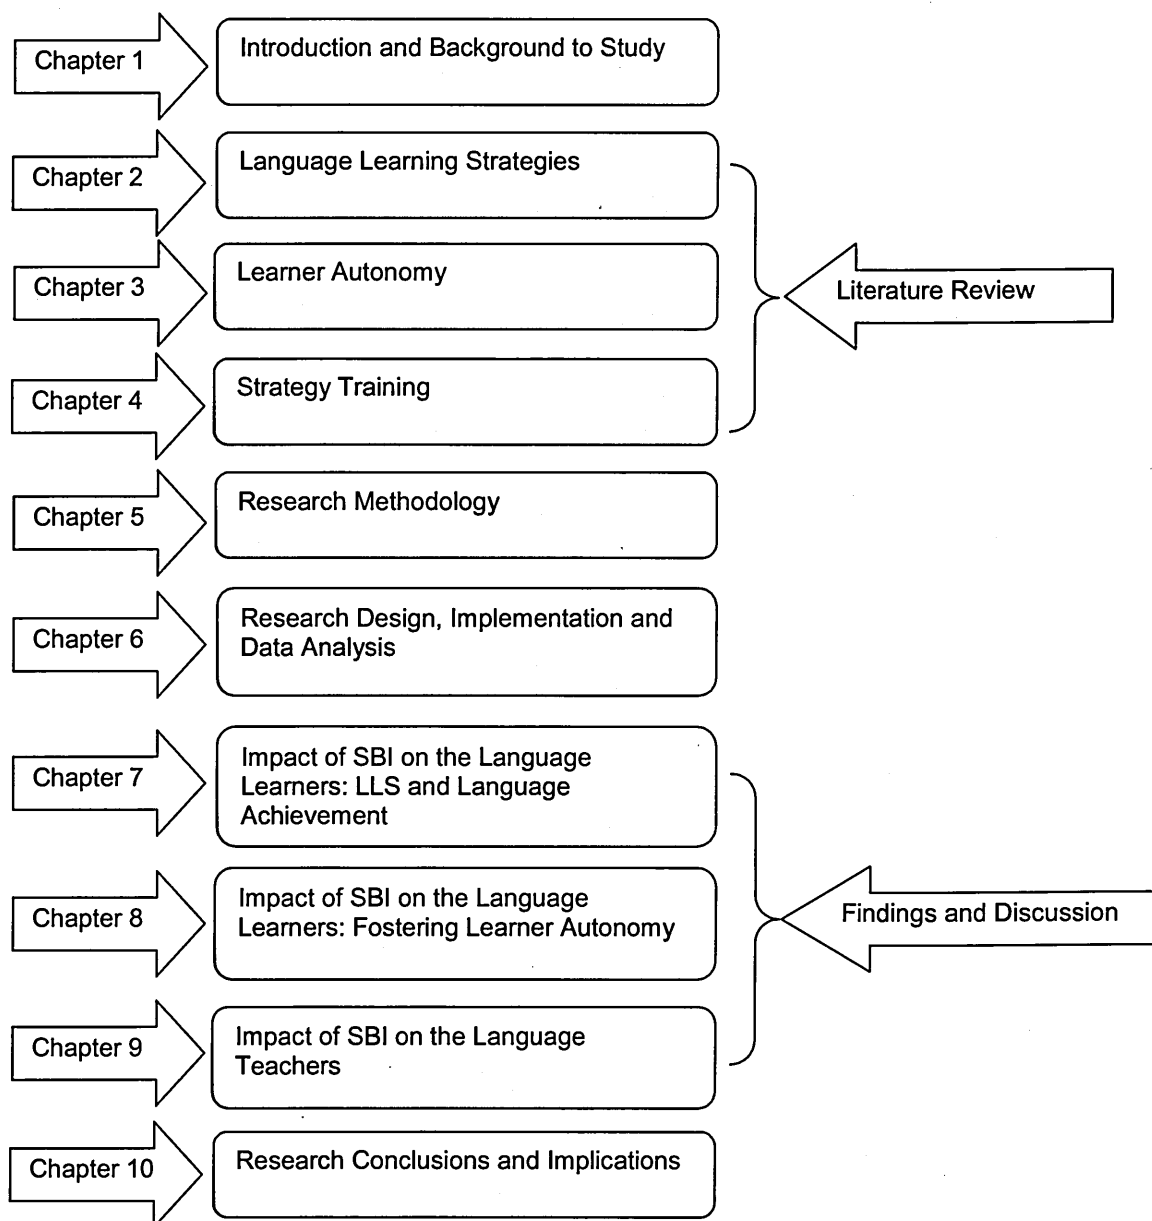 Chapter 1
Introduction and Background to Study
Chapter 2
Language Learning Strategies
Chapter 3
Learner Autonomy
Literature Review
Chapter 4
Strategy Training
Chapter 5
Research Methodology
Chapter 6
Research Design, Implementation and
Data Analysis
Chapter 7
Impact of SBI on the Language
Learners: LLS and Language
Achievement
Chapter 8
Impact of SBI on the Language
Learners: Fostering Learner Autonomy
Findings and Discussion
Chapter 9
Impact of SBI on the Language
Teachers
Chapter 10
Research Conclusions and Implications